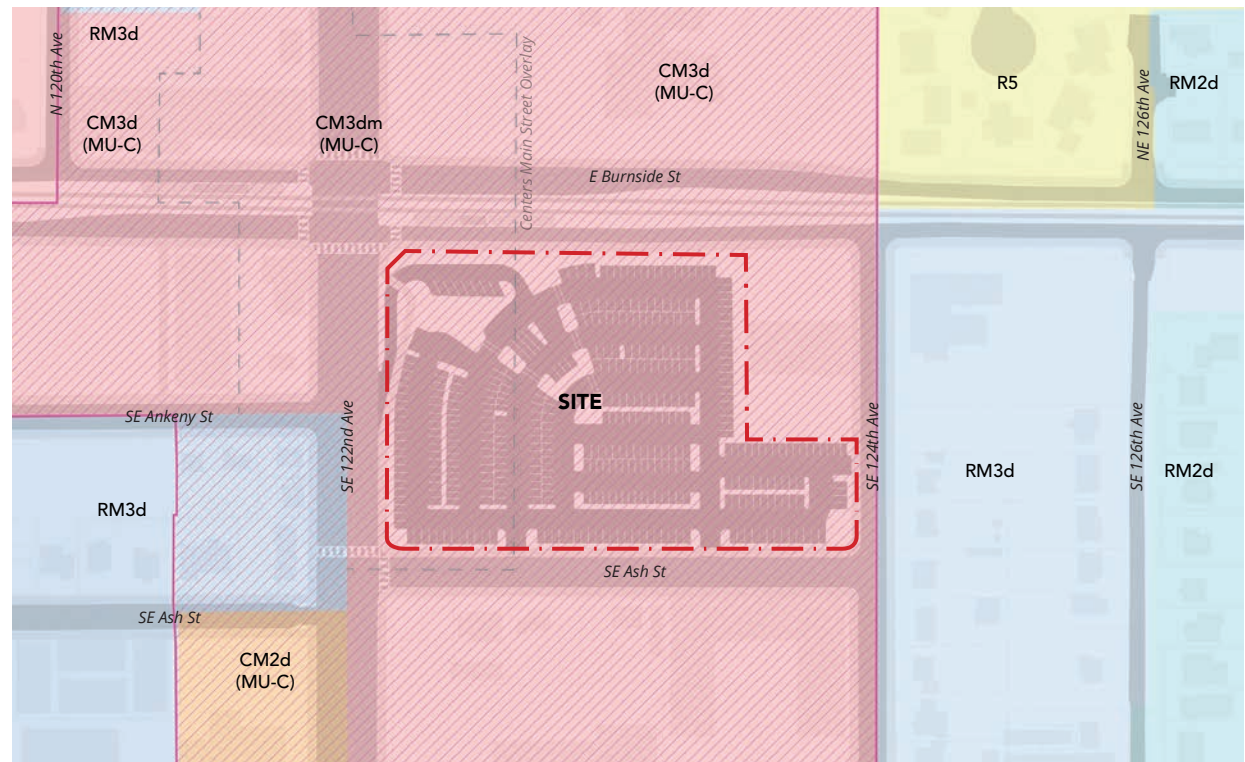 RM3d
N 120th Ave
CM3d
(MU-C)
CM3dm
(MU-C)
Centers Main Street Overlay
CM3d
(MU-C)
R5
NE 126th Ave
RM2d
E Burnside St
SITE
SE Ankeny St
SE 122nd Ave
SE 124th Ave
SE 126th Ave
RM3d
RM3d
RM2d
SE Ash St
SE Ash St
CM2d
(MU-C)